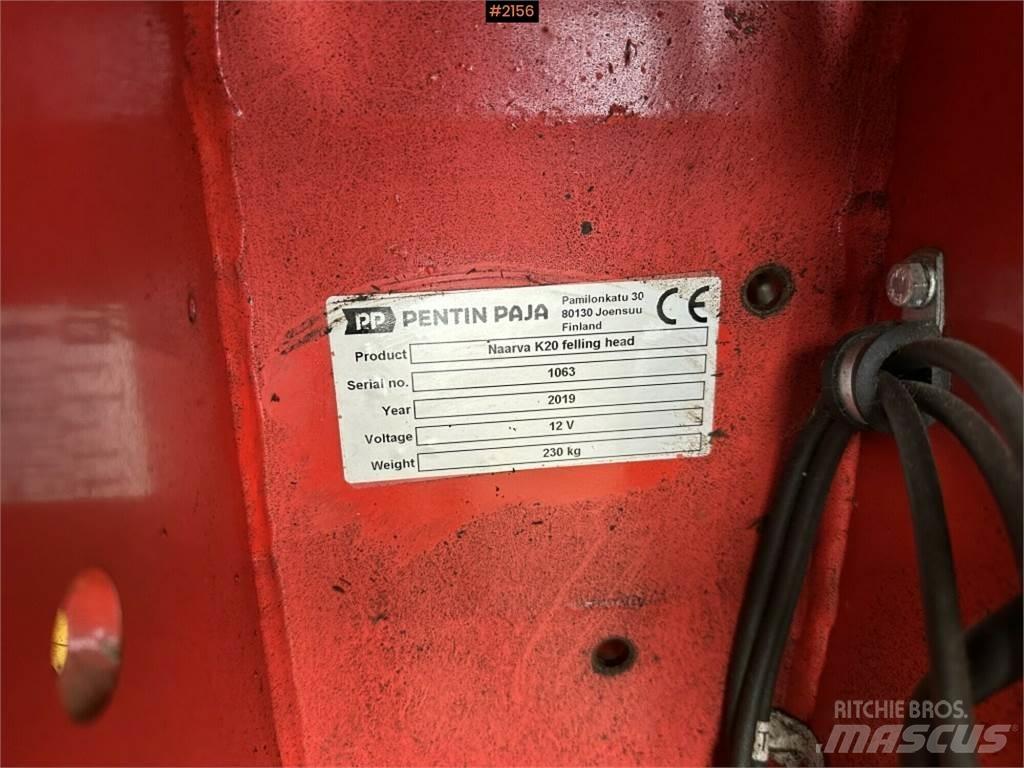 #2156
PP PENTIN PAJA
Pamilonkatu 30
80130 Joensuu
Finland
CE
Product Naarva K20 felling head
Serial no. 1063
Year 2019
Voltage 12 V
Weight 230 kg
RITCHIE BROS.
MASCUS